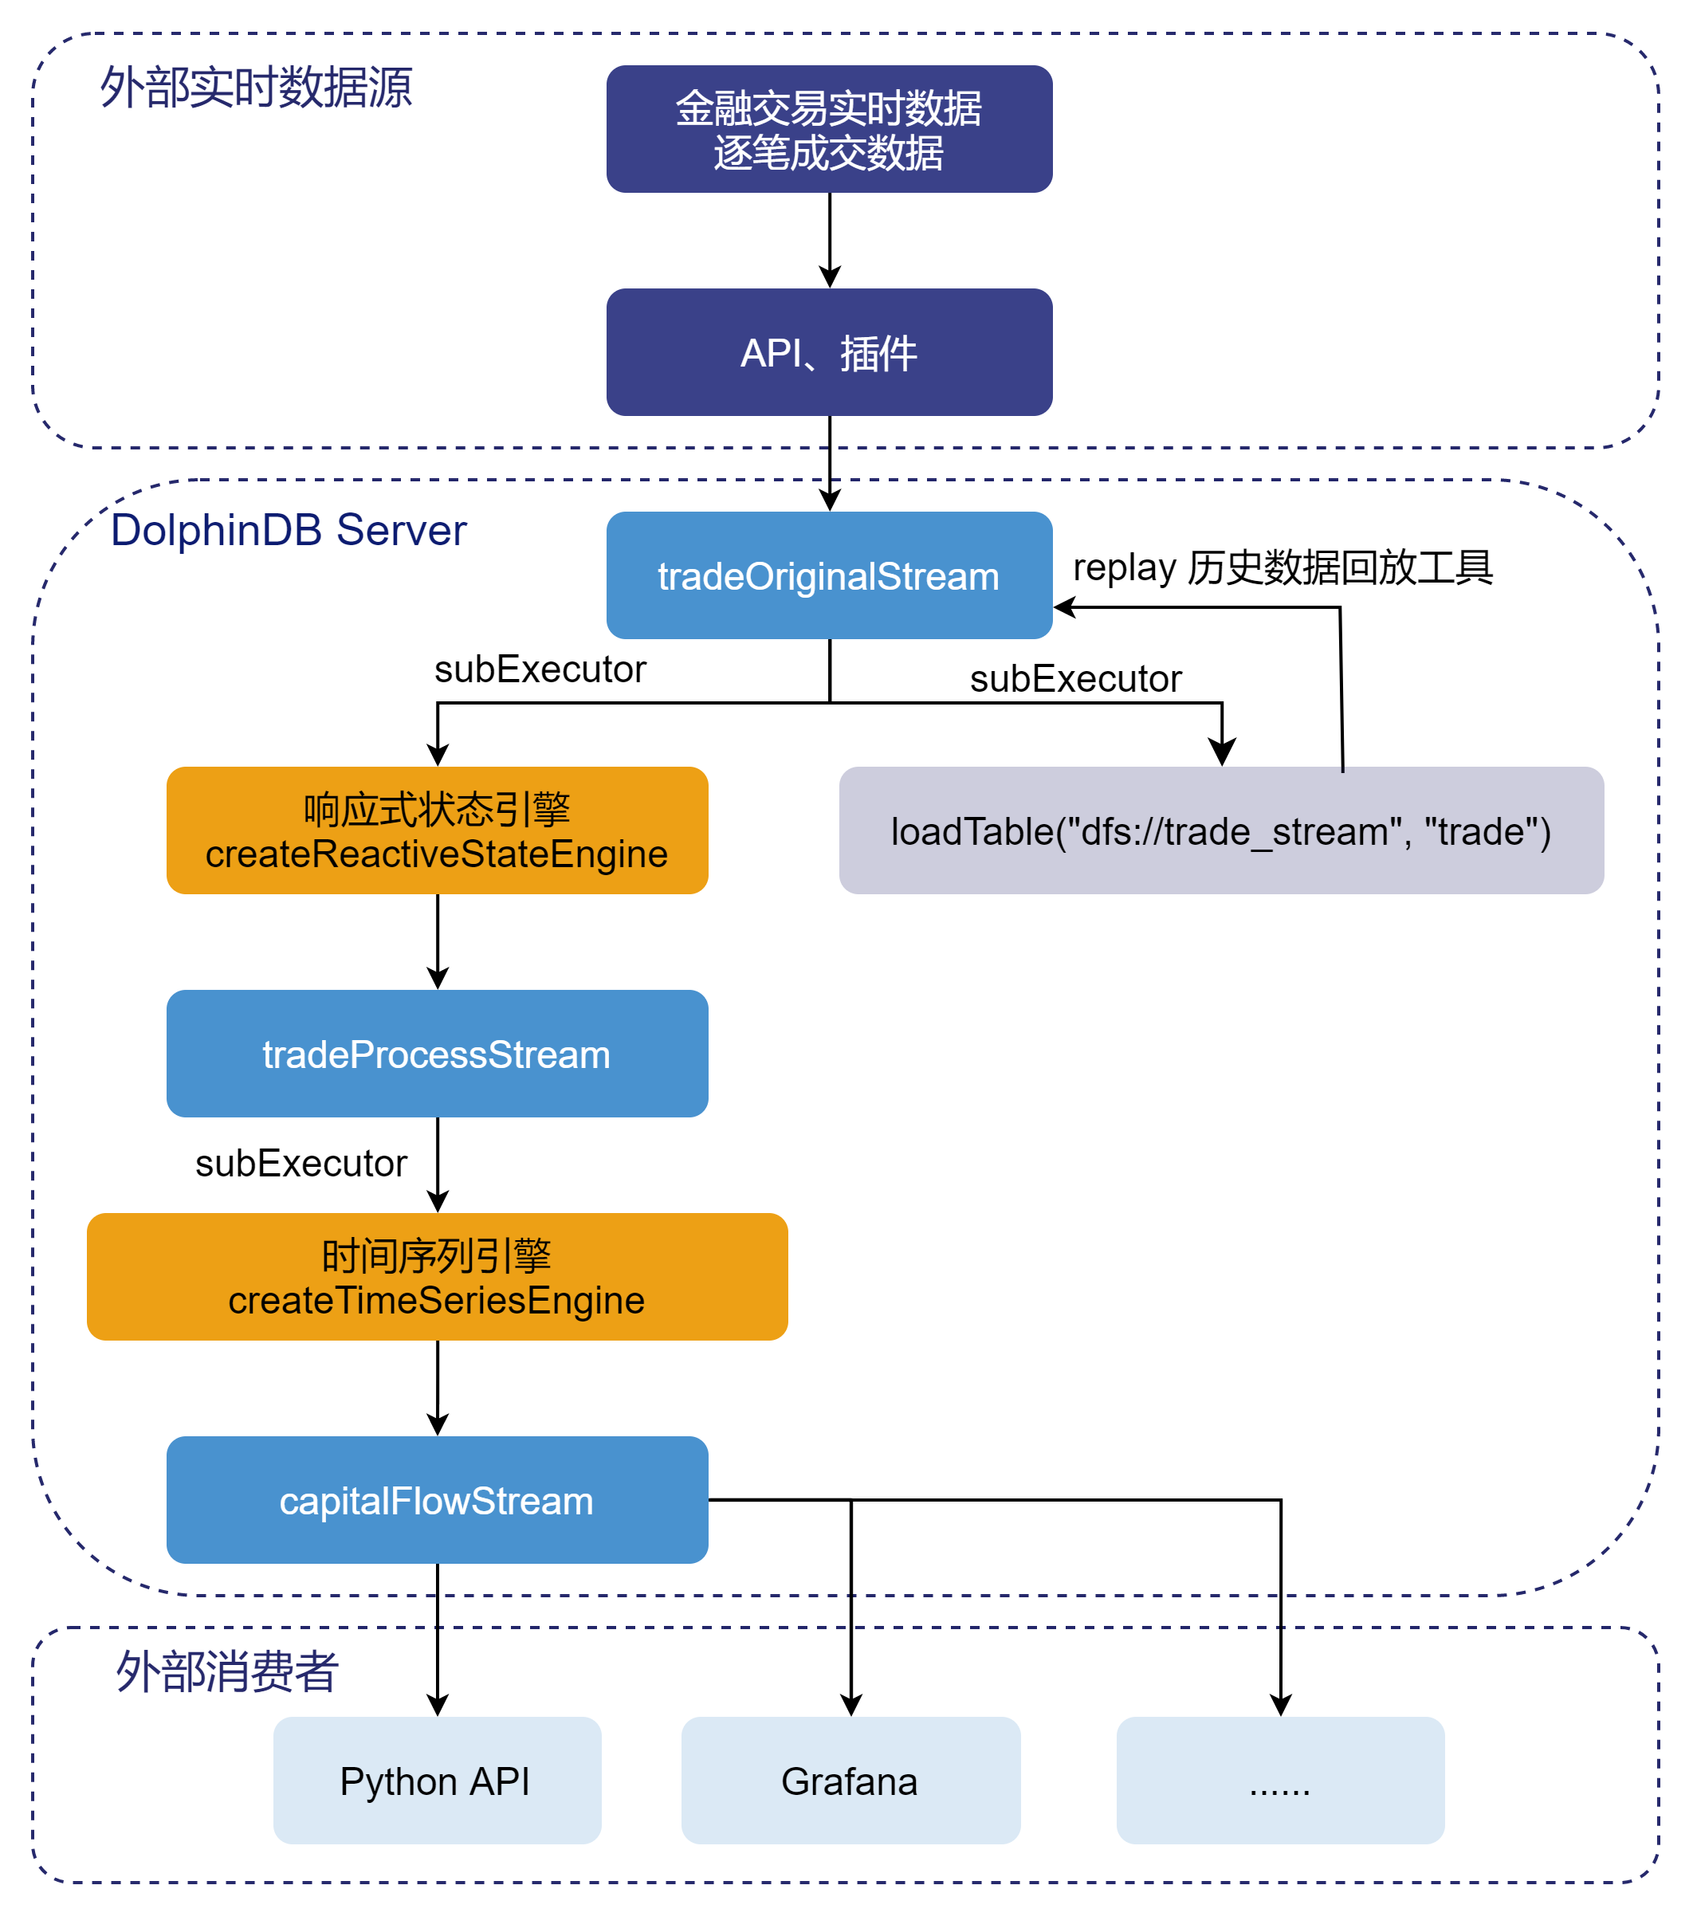 外部实时数据源
金融交易实时数据
逐笔成交数据
API、插件
DolphinDB Server
tradeOriginalStream
replay 历史数据回放工具
subExecutor
subExecutor
响应式状态引擎
createReactiveStateEngine
loadTable("dfs://trade_stream", "trade")
tradeProcessStream
subExecutor
时间序列引擎
createTimeSeriesEngine
capitalFlowStream
外部消费者
Python API
Grafana
......